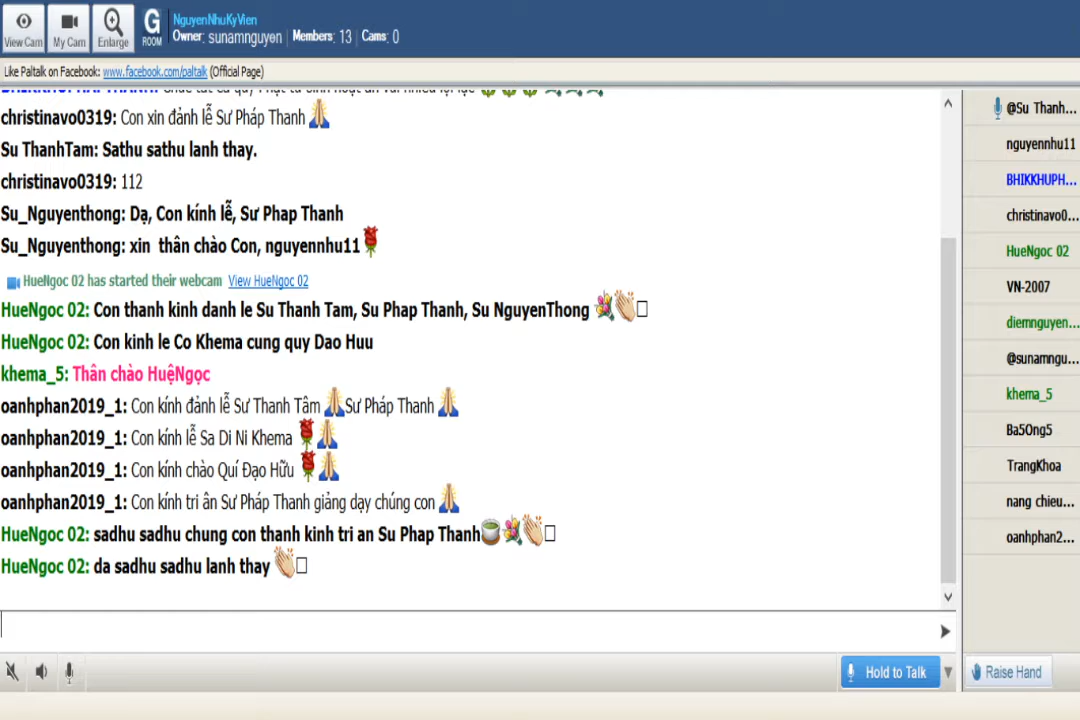 View Cam
My Cam
Enlarge
G
ROOM
NguyenNhuKyVien
Owner: sunamnguyen Members: 13 Cams: 0
Like Paltalk on Facebook: www.facebook.com/paltalk (Official Page)
christinavo0319: Con xin đảnh lễ Sư Pháp Thanh
Su ThanhTam: Sathu sathu lanh thay.
christinavo0319: 112
Su_Nguyenthong: Dạ, Con kính lễ, Sư Phap Thanh
Su_Nguyenthong: xin thân chào Con, nguyennhu11
HueNgoc 02 has started their webcam View HueNgoc 02
HueNgoc 02: Con thanh kinh danh le Su Thanh Tam, Su Phap Thanh, Su NguyenThong
HueNgoc 02: Con kinh le Co Khema cung quy Dao Huu
khema_5: Thân chào HuệNgọc
oanhphan2019_1: Con kính đảnh lễ Sư Thanh Tâm Sư Pháp Thanh
oanhphan2019_1: Con kính lễ Sa Di Ni Khema
oanhphan2019_1: Con kính chào Quí Đạo Hữu
oanhphan2019_1: Con kính tri ân Sư Pháp Thanh giảng dạy chúng con
HueNgoc 02: sadhu sadhu chung con thanh kinh tri an Su Phap Thanh
HueNgoc 02: da sadhu sadhu lanh thay
@Su Thanh...
nguyennhu11
BHIKKHUPH...
christinavo0...
HueNgoc 02
VN-2007
diemnguyen...
@sunamngu...
khema_5
Ba5Ong5
TrangKhoa
nang chieu...
oanhphan2...
Hold to Talk
Raise Hand